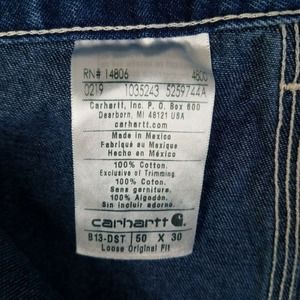 RN# 14806 4800
0219 1035243 5259744A
Carhartt, Inc. P.O. Box 600
Dearborn, MI 48121 USA
carhartt.com
Made in Mexico
Fabriqué au Mexique
Hecho en México
100% Cotton.
Exclusive of Trimming
100% Coton.
Sans garniture.
100% Algodón.
Sin incluir adorno.
carhartt
B13-DST 50 X 30
Loose Original Fit